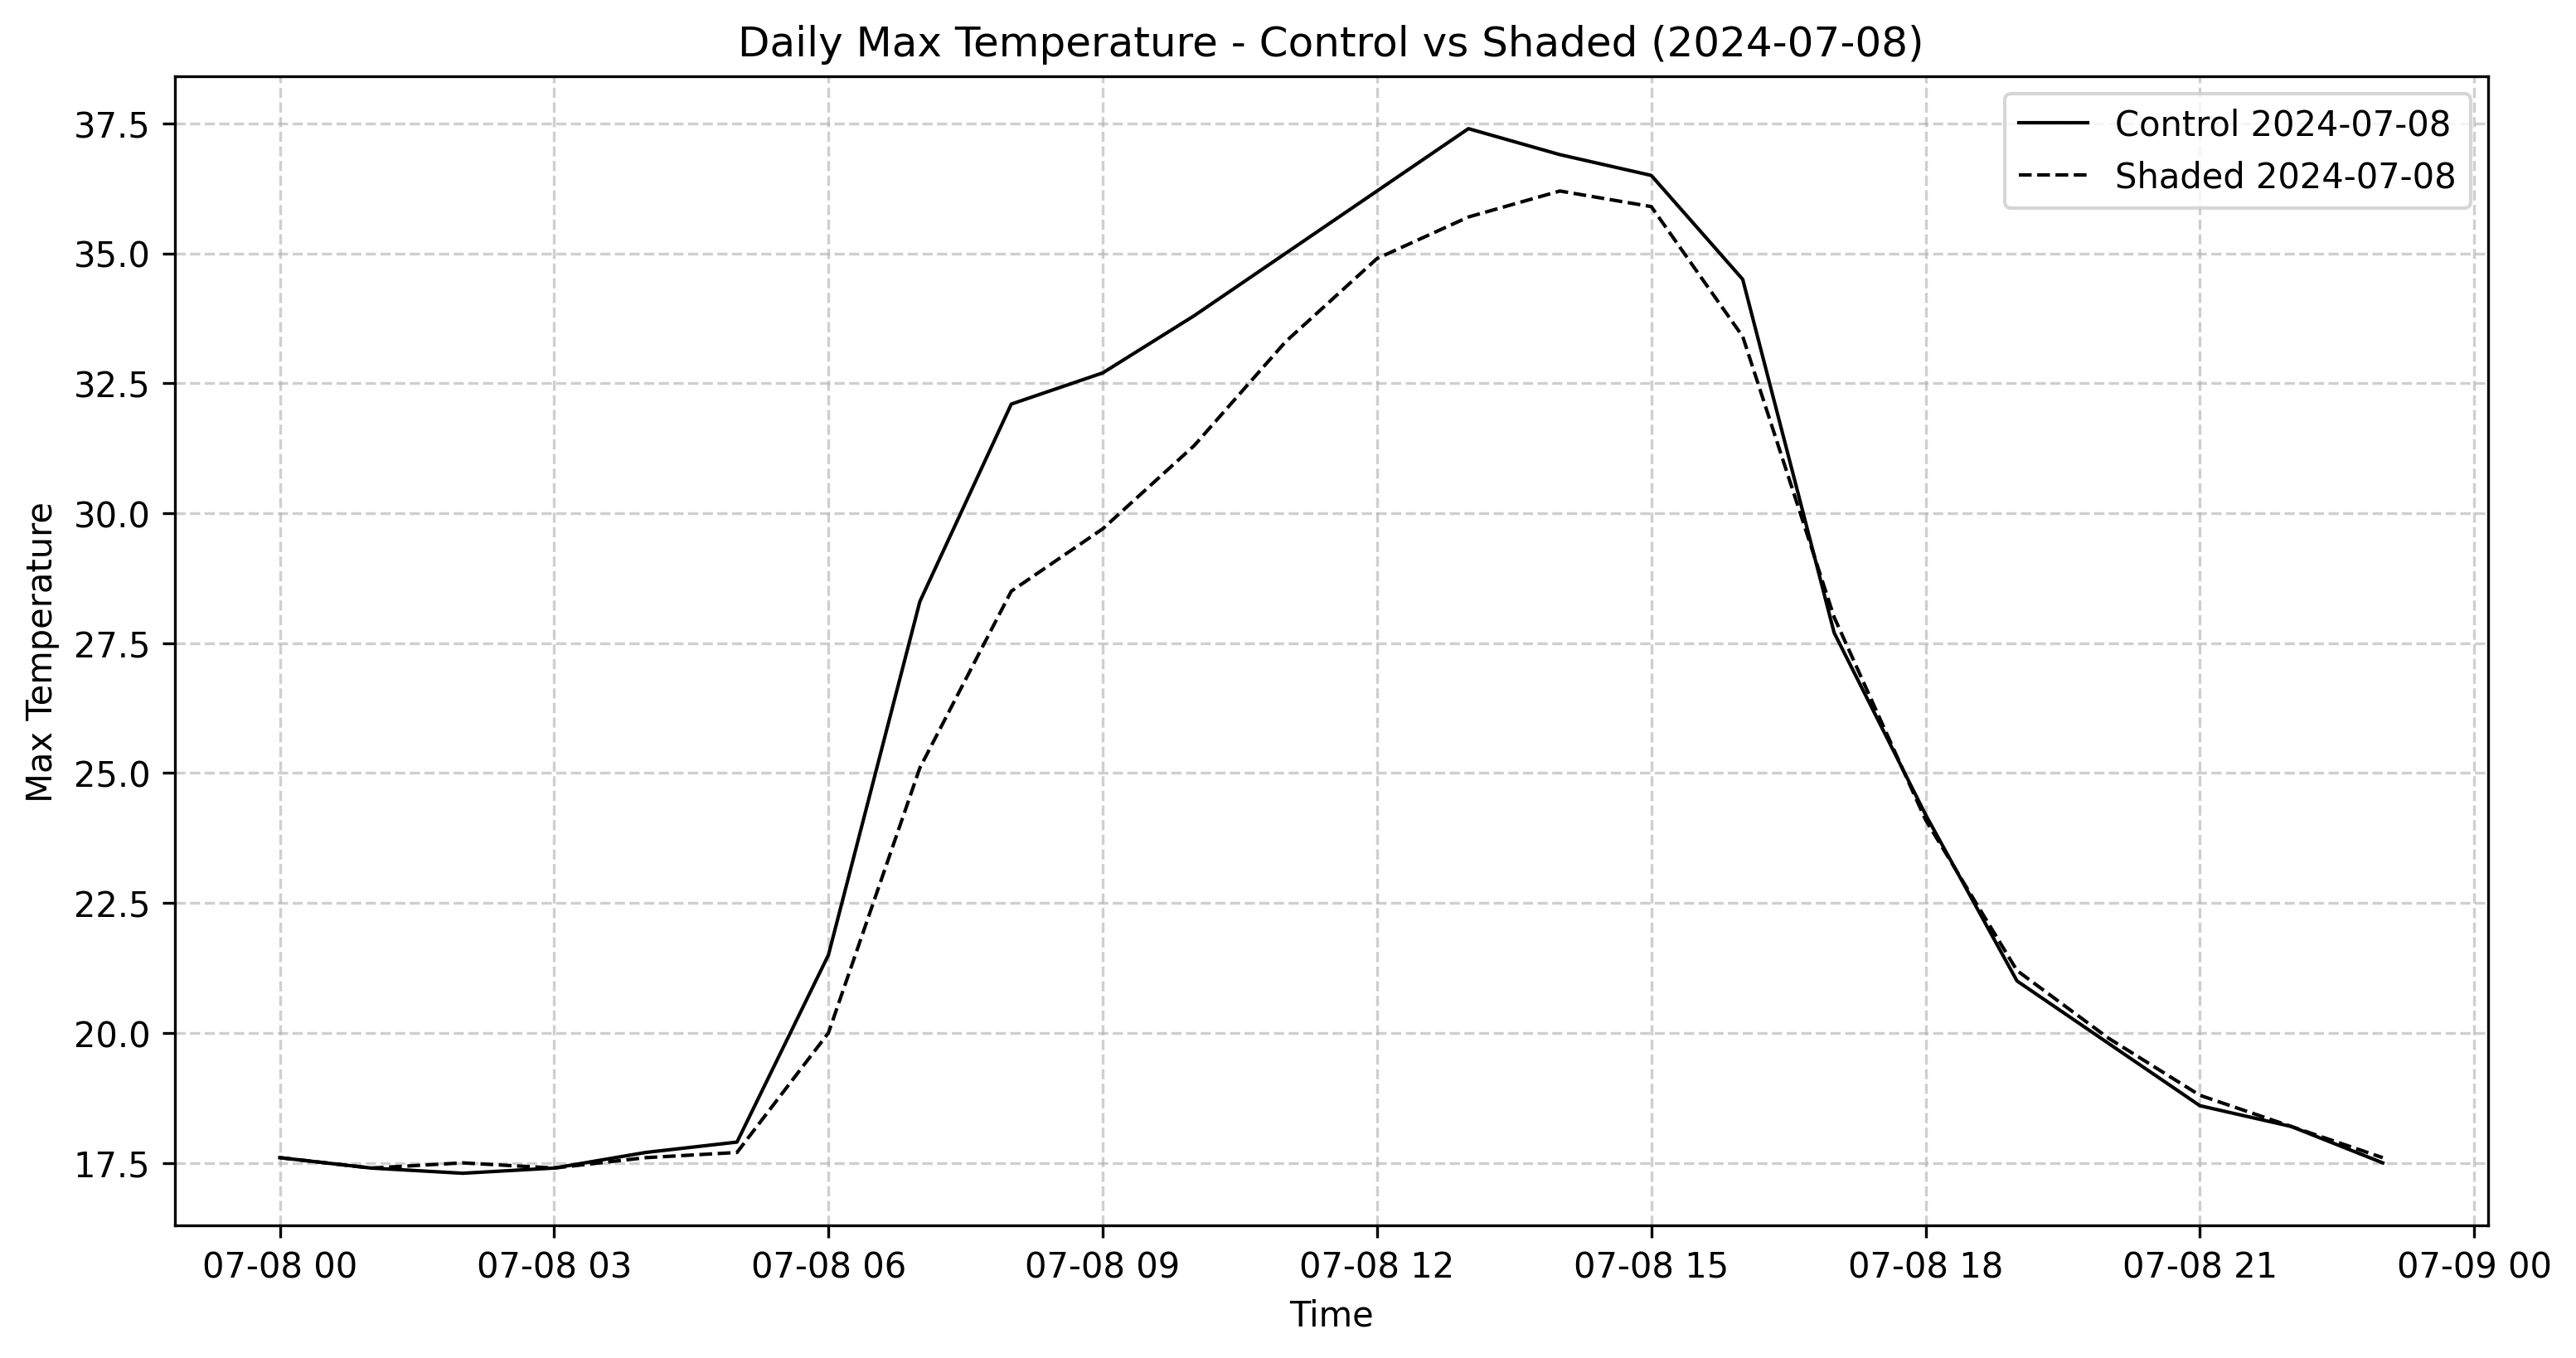 Daily Max Temperature - Control vs Shaded (2024-07-08)
Control 2024-07-08
Shaded 2024-07-08
Max Temperature
37.5
35.0
32.5
30.0
27.5
25.0
22.5
20.0
17.5
07-08 00 07-08 03 07-08 06 07-08 09 07-08 12 07-08 15 07-08 18 07-08 21 07-09 00
Time